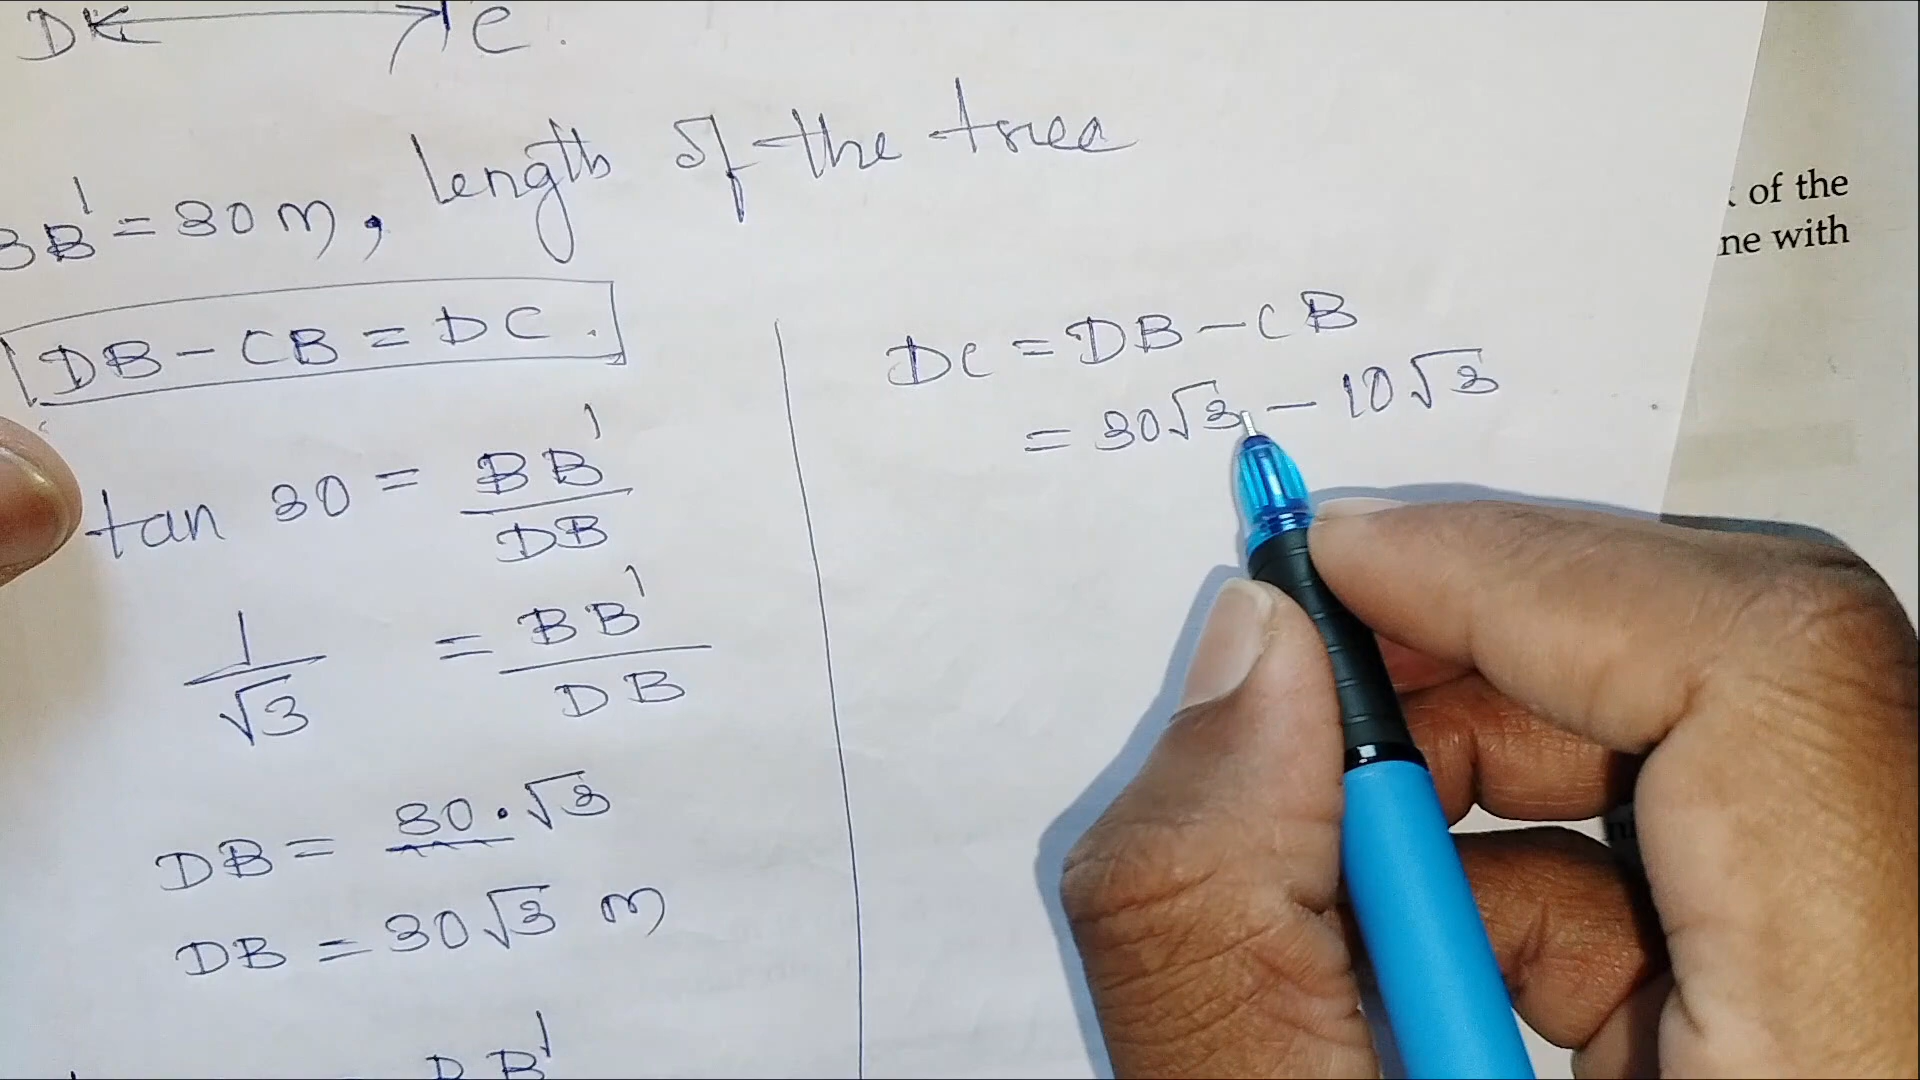 D C.
BB' = 30 m, length of the tree
DB - CB = DC.
tan 30 = BB' / DB
1 / √3 = BB' / DB
DB = 30 . √3
DB = 30√3 m
BB'
DC = DB - CB
= 30√3 - 10√3
of the
ne with